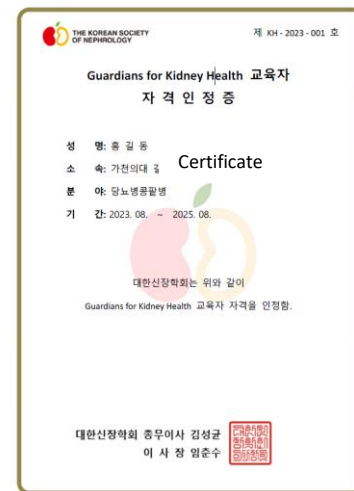 THE KOREAN SOCIETY
OF NEPHROLOGY
제 KH - 2023 - 001 호
Guardians for Kidney Health 교육자
자 격 인 정 증
성 명: 홍 길 동
소 속: 가천의대
Certificate
분 야: 당뇨병콩팥병
기 간: 2023. 08. ~ 2025. 08.
대한신장학회는 위와 같이
Guardians for Kidney Health 교육자 자격을 인정함.
대한신장학회 총무이사 김성균
이 사 장 임춘수